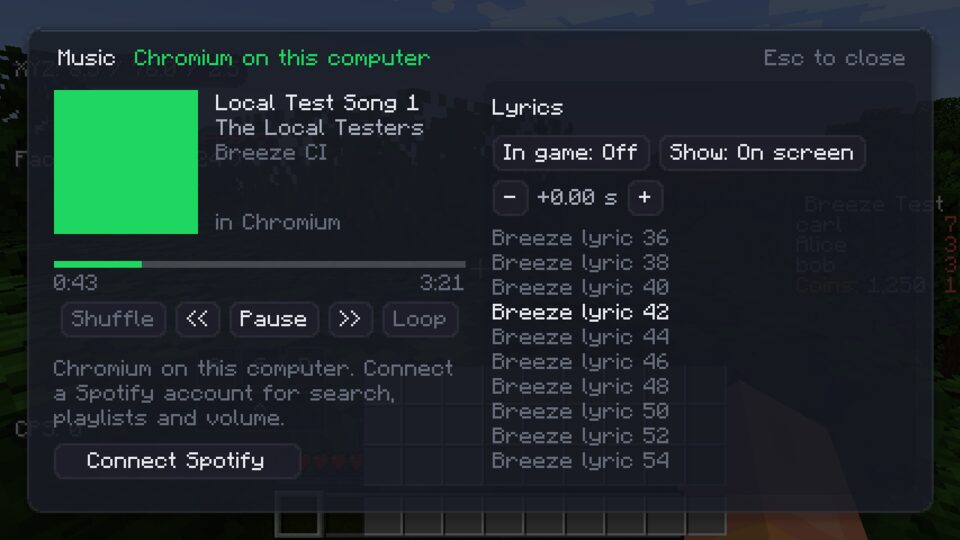 Music Chromium on this computer
Esc to close
Local Test Song 1
The Local Testers
Breeze CI
in Chromium
0:43
3:21
Shuffle
<<
Pause
>>
Loop
Chromium on this computer. Connect
a Spotify account for search,
playlists and volume.
Connect Spotify
Lyrics
In game: Off
Show: On screen
-
+0.00 s
+
Breeze lyric 36
Breeze lyric 38
Breeze lyric 40
Breeze lyric 42
Breeze lyric 44
Breeze lyric 46
Breeze lyric 48
Breeze lyric 50
Breeze lyric 52
Breeze lyric 54
Breeze Test
carl 7
Alice 3
bob 3
Coins: 1,250 1